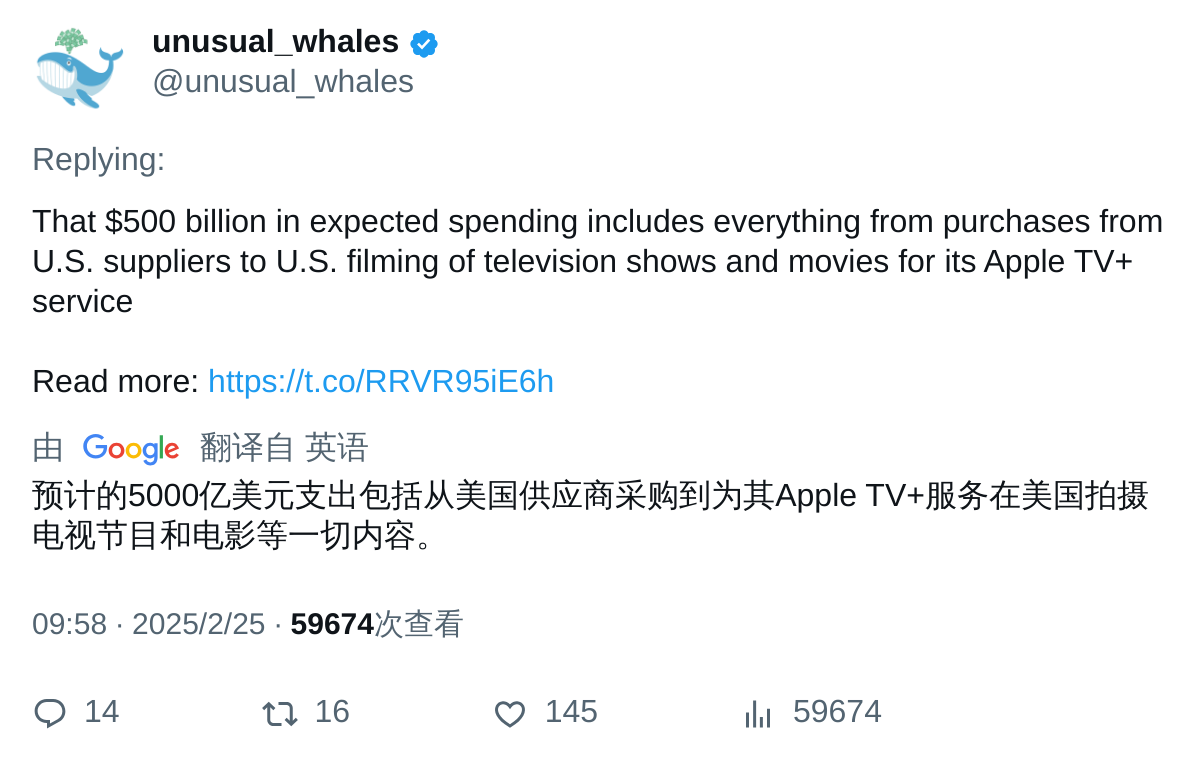 unusual_whales
@unusual_whales
Replying:
That $500 billion in expected spending includes everything from purchases from
U.S. suppliers to U.S. filming of television shows and movies for its Apple TV+
service
Read more: https://t.co/RRVR95iE6h
由 Google 翻译自 英语
预计的5000亿美元支出包括从美国供应商采购到为其Apple TV+服务在美国拍摄
电视节目和电影等一切内容。
09:58 · 2025/2/25 · 59674次查看
14 16 145 59674